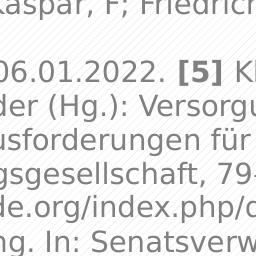 kaspar, F; Friedrich
06.01.2022. [5] Kl
der (Hg.): Versorgu
usforderungen für
gsgesellschaft, 79-
de.org/index.php/c
ng. In: Senatsverw